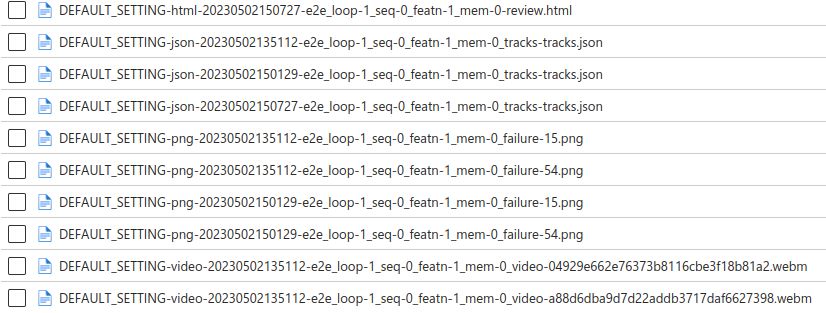 DEFAULT_SETTING-html-20230502150727-e2e_loop-1_seq-0_featn-1_mem-0-review.html
DEFAULT_SETTING-json-20230502135112-e2e_loop-1_seq-0_featn-1_mem-0_tracks-tracks.json
DEFAULT_SETTING-json-20230502150129-e2e_loop-1_seq-0_featn-1_mem-0_tracks-tracks.json
DEFAULT_SETTING-json-20230502150727-e2e_loop-1_seq-0_featn-1_mem-0_tracks-tracks.json
DEFAULT_SETTING-png-20230502135112-e2e_loop-1_seq-0_featn-1_mem-0_failure-15.png
DEFAULT_SETTING-png-20230502135112-e2e_loop-1_seq-0_featn-1_mem-0_failure-54.png
DEFAULT_SETTING-png-20230502150129-e2e_loop-1_seq-0_featn-1_mem-0_failure-15.png
DEFAULT_SETTING-png-20230502150129-e2e_loop-1_seq-0_featn-1_mem-0_failure-54.png
DEFAULT_SETTING-video-20230502135112-e2e_loop-1_seq-0_featn-1_mem-0_video-04929e662e76373b8116cbe3f18b81a2.webm
DEFAULT_SETTING-video-20230502135112-e2e_loop-1_seq-0_featn-1_mem-0_video-a88d6dba9d7d22addb3717daf6627398.webm